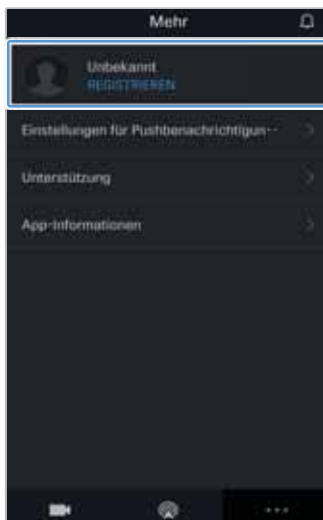 Mehr
Unbekannt
REGISTRIEREN
Einstellungen für Pushbenachrichtigun···
Unterstützung
App-Informationen